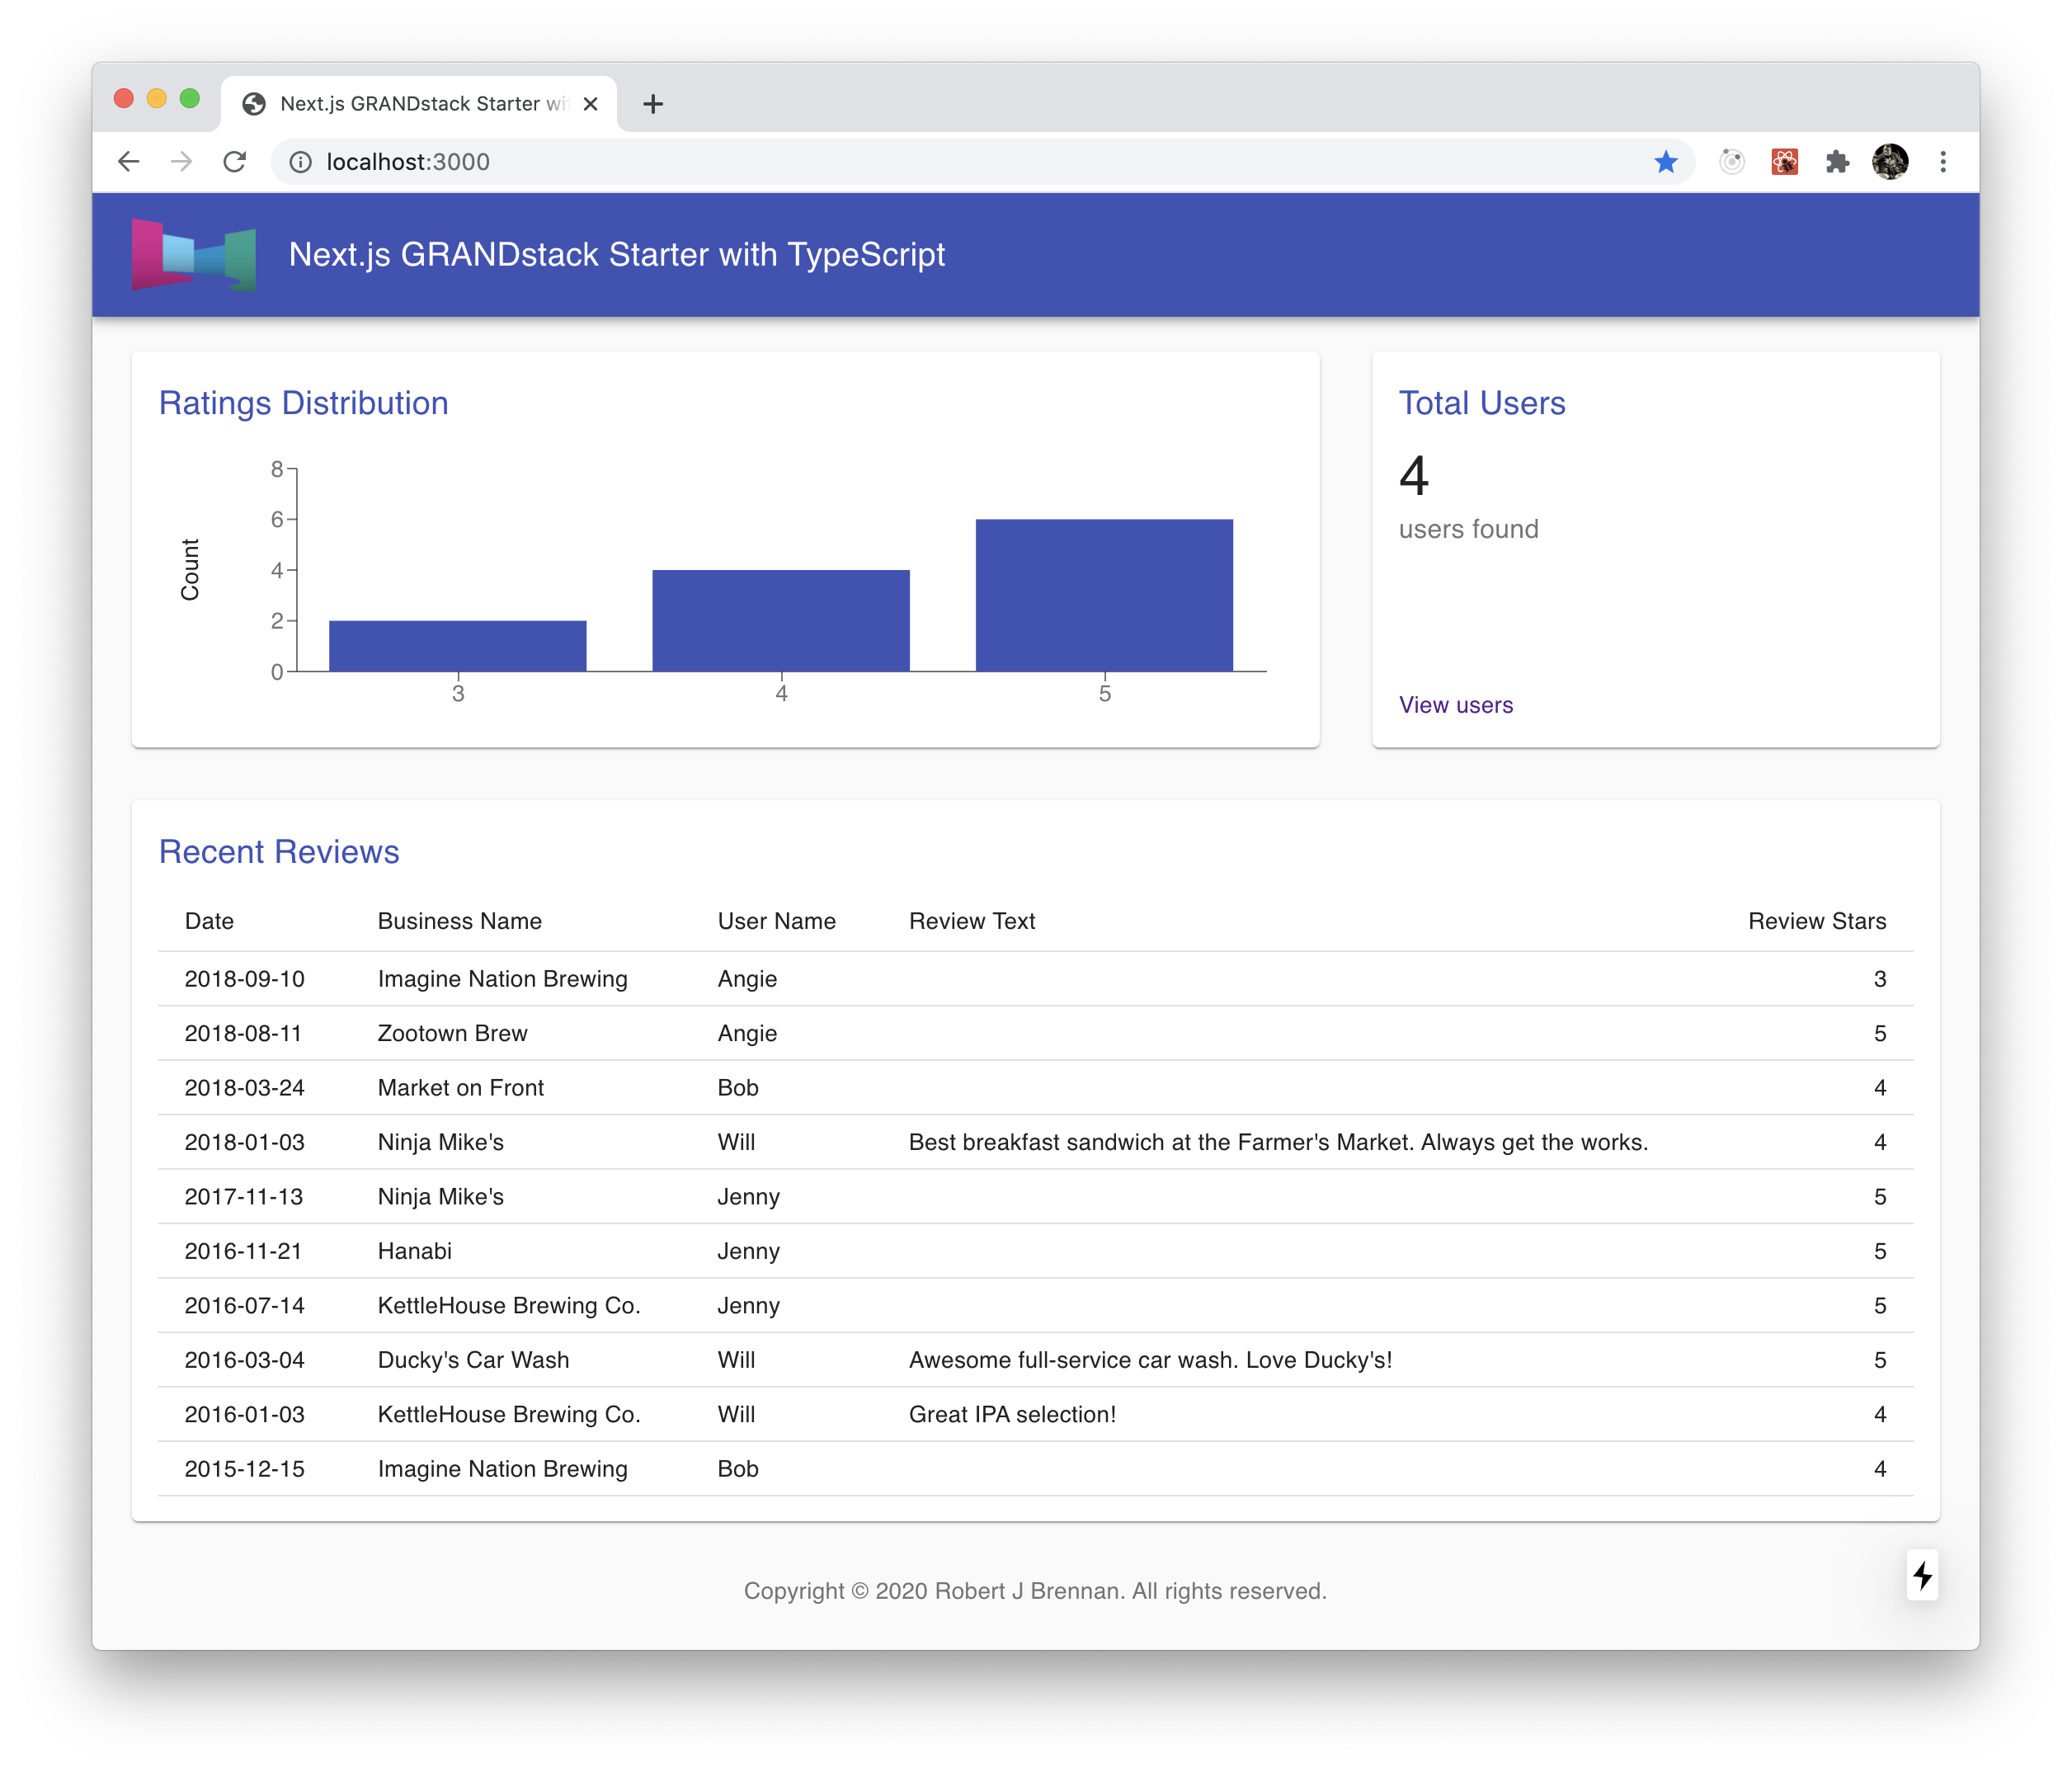 Next.js GRANDstack Starter wi
localhost:3000
Next.js GRANDstack Starter with TypeScript
Ratings Distribution
8
6
4
2
0
Count
3 4 5
Total Users
4
users found
View users
Recent Reviews
Date Business Name User Name Review Text Review Stars
2018-09-10 Imagine Nation Brewing Angie 3
2018-08-11 Zootown Brew Angie 5
2018-03-24 Market on Front Bob 4
2018-01-03 Ninja Mike's Will Best breakfast sandwich at the Farmer's Market. Always get the works. 4
2017-11-13 Ninja Mike's Jenny 5
2016-11-21 Hanabi Jenny 5
2016-07-14 KettleHouse Brewing Co. Jenny 5
2016-03-04 Ducky's Car Wash Will Awesome full-service car wash. Love Ducky's! 5
2016-01-03 KettleHouse Brewing Co. Will Great IPA selection! 4
2015-12-15 Imagine Nation Brewing Bob 4
Copyright © 2020 Robert J Brennan. All rights reserved.